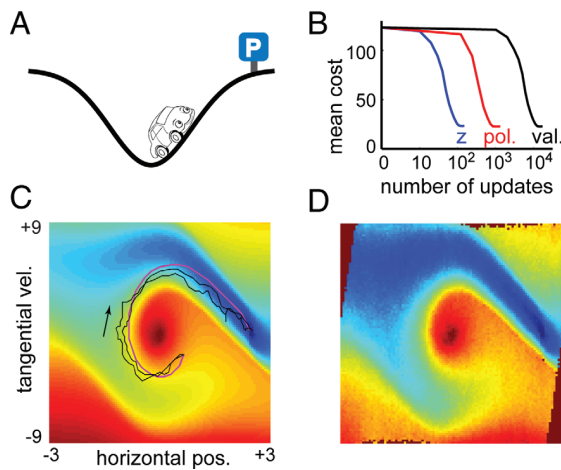 A
P
B
mean cost
100
50
0
z
pol.
val.
0
10
10²
10³
10⁴
number of updates
C
+9
tangential vel.
-9
-3
horizontal pos.
+3
D